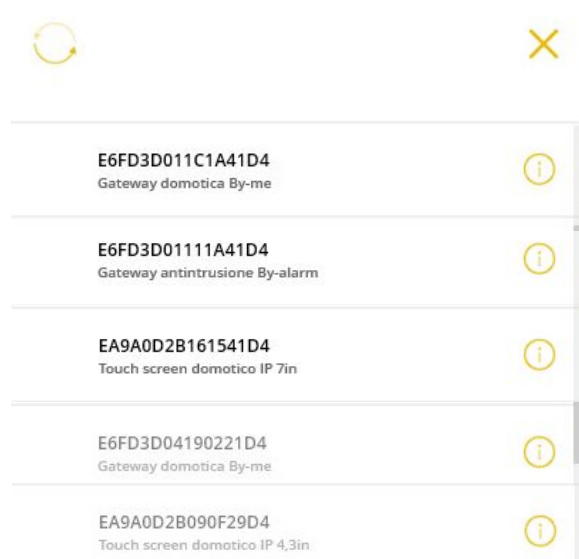 E6FD3D011C1A41D4
Gateway domotica By-me
E6FD3D01111A41D4
Gateway antintrusione By-alarm
EA9A0D2B161541D4
Touch screen domotico IP 7in
E6FD3D04190221D4
Gateway domotica By-me
EA9A0D2B090F29D4
Touch screen domotico IP 4,3in